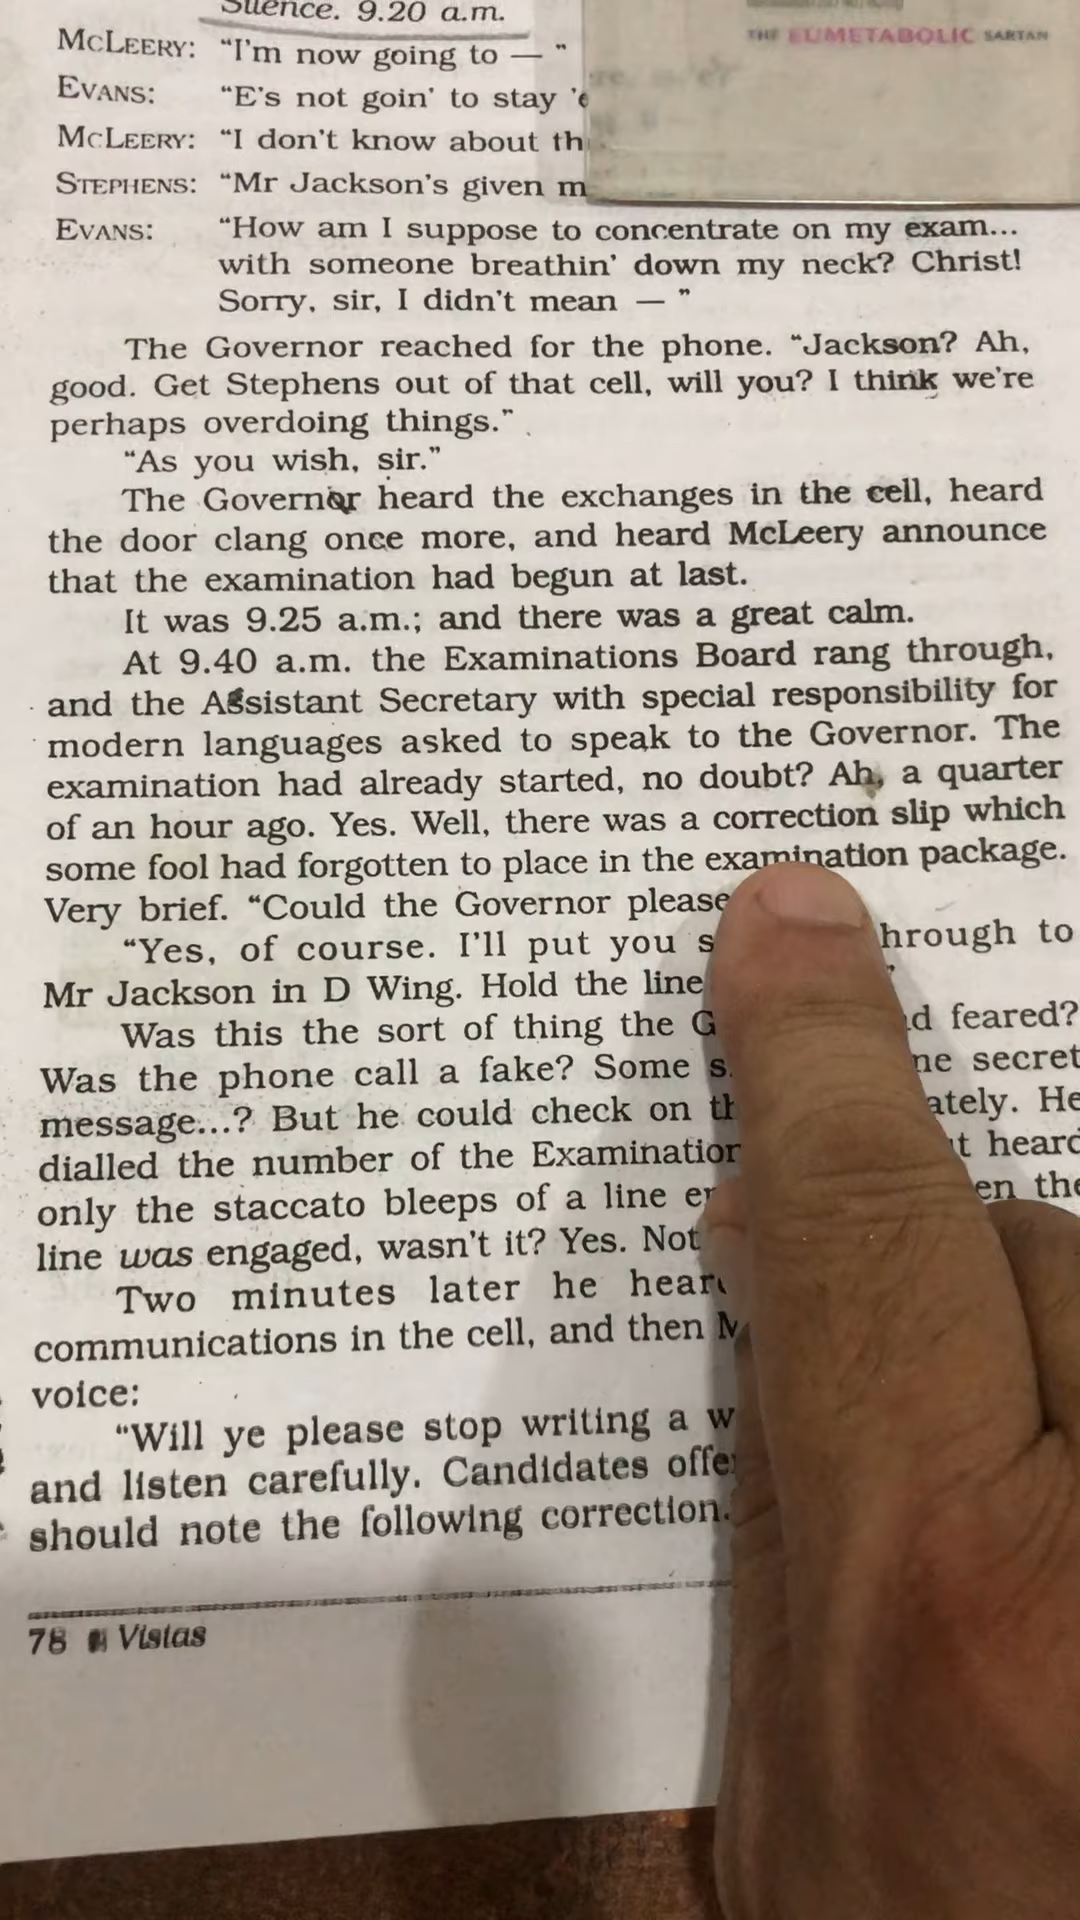 Silence. 9.20 a.m.
THE EUMETABOLIC SARTAN
McLEERY: “I'm now going to — ”
EVANS: “E's not goin' to stay 'e
McLEERY: “I don't know about th
STEPHENS: “Mr Jackson's given m
EVANS: “How am I suppose to concentrate on my exam...
with someone breathin' down my neck? Christ!
Sorry, sir, I didn't mean — ”
The Governor reached for the phone. “Jackson? Ah,
good. Get Stephens out of that cell, will you? I think we're
perhaps overdoing things.”
“As you wish, sir.”
The Governor heard the exchanges in the cell, heard
the door clang once more, and heard McLeery announce
that the examination had begun at last.
It was 9.25 a.m.; and there was a great calm.
At 9.40 a.m. the Examinations Board rang through,
and the Assistant Secretary with special responsibility for
modern languages asked to speak to the Governor. The
examination had already started, no doubt? Ah, a quarter
of an hour ago. Yes. Well, there was a correction slip which
some fool had forgotten to place in the examination package.
Very brief. “Could the Governor please
“Yes, of course. I'll put you s hrough to
Mr Jackson in D Wing. Hold the line ”
Was this the sort of thing the G d feared?
Was the phone call a fake? Some s ne secret
message...? But he could check on th ately. He
dialled the number of the Examination t heard
only the staccato bleeps of a line en en the
line was engaged, wasn't it? Yes. Not
Two minutes later he heard
communications in the cell, and then M
voice:
“Will ye please stop writing a w
and listen carefully. Candidates offe
should note the following correction.
78 Vistas